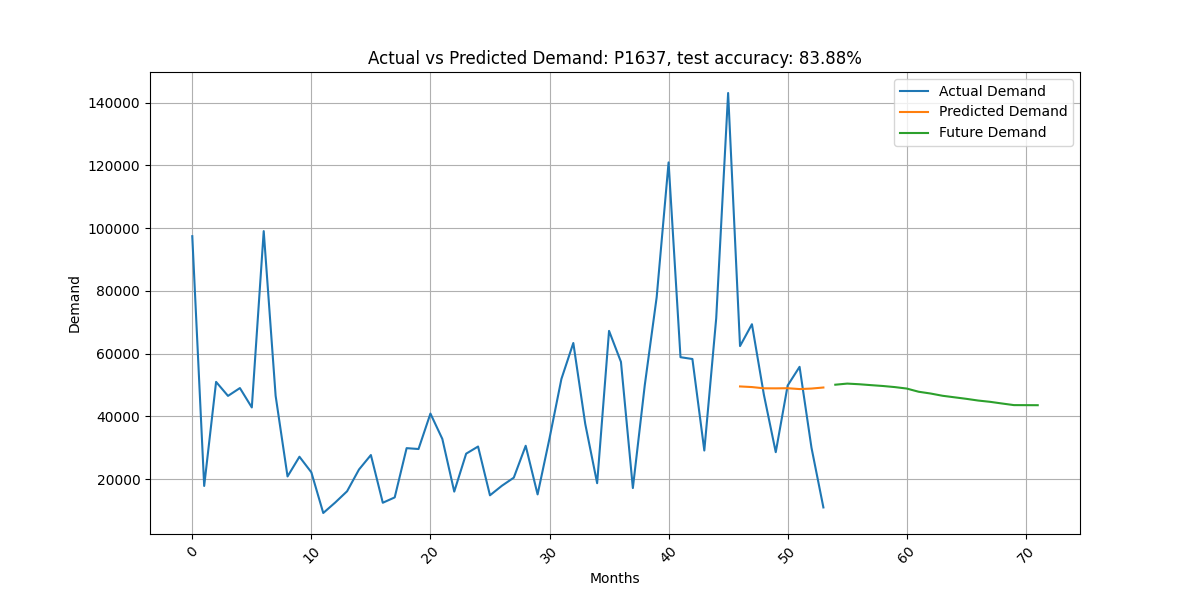 Actual vs Predicted Demand: P1637, test accuracy: 83.88%
Actual Demand
Predicted Demand
Future Demand
140000
120000
100000
80000
60000
40000
20000
Demand
0 10 20 30 40 50 60 70
Months